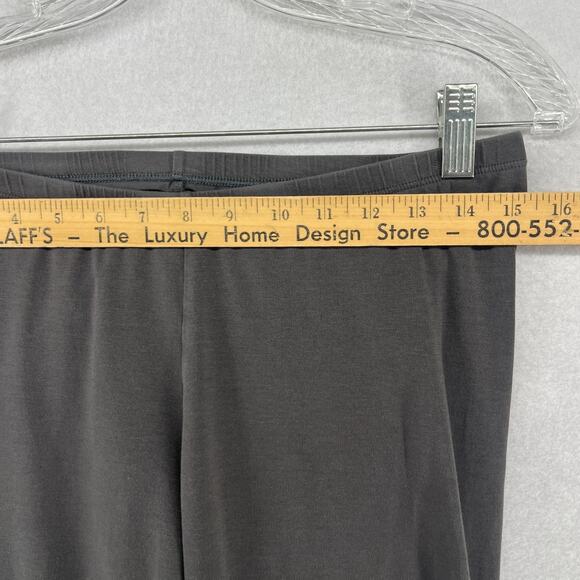 4 5 6 7 8 9 10 11 12 13 14 15 16
LAFF'S – The Luxury Home Design Store – 800-552-